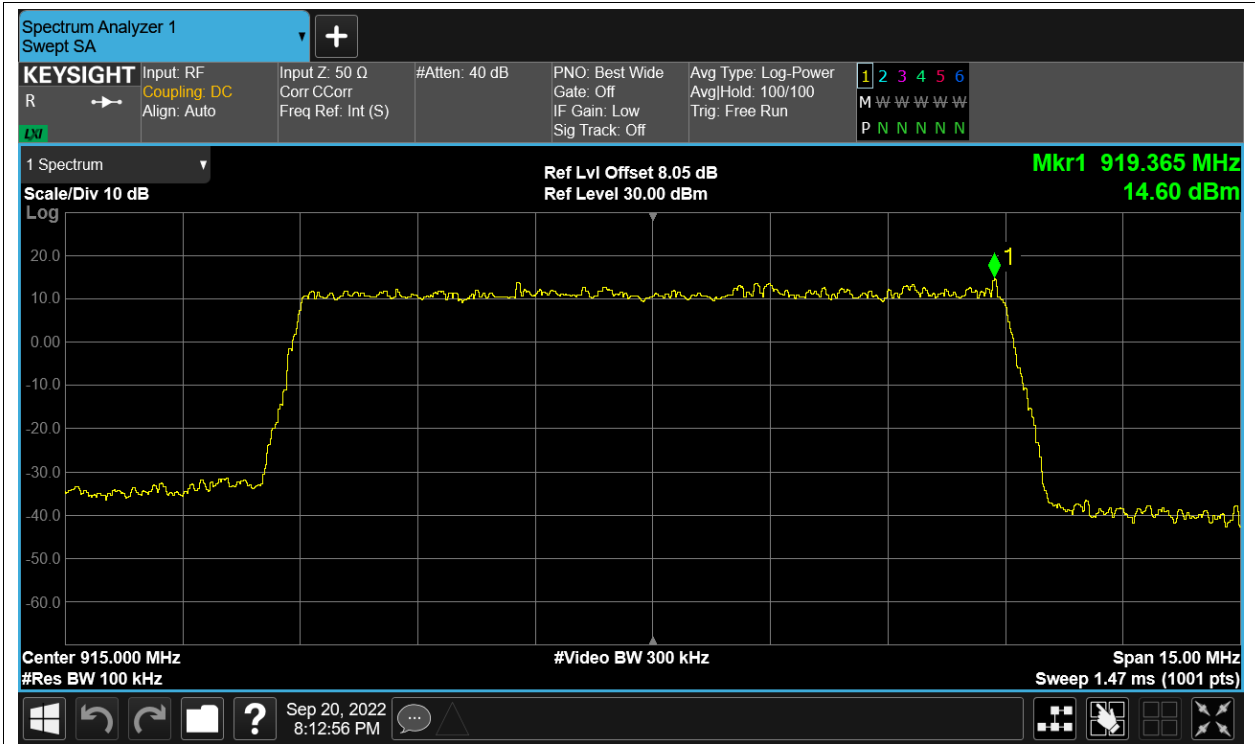 Spectrum Analyzer 1
Swept SA
KEYSIGHT
R
LXI
Input: RF
Coupling: DC
Align: Auto
Input Z: 50 Ω
Corr CCorr
Freq Ref: Int (S)
#Atten: 40 dB
PNO: Best Wide
Gate: Off
IF Gain: Low
Sig Track: Off
Avg Type: Log-Power
Avg|Hold: 100/100
Trig: Free Run
1 2 3 4 5 6
M W W W W W
P N N N N N
1 Spectrum
Scale/Div 10 dB
Log
Ref Lvl Offset 8.05 dB
Ref Level 30.00 dBm
Mkr1 919.365 MHz
14.60 dBm
1
20.0
10.0
0.00
-10.0
-20.0
-30.0
-40.0
-50.0
-60.0
Center 915.000 MHz
#Res BW 100 kHz
#Video BW 300 kHz
Span 15.00 MHz
Sweep 1.47 ms (1001 pts)
?
Sep 20, 2022
8:12:56 PM